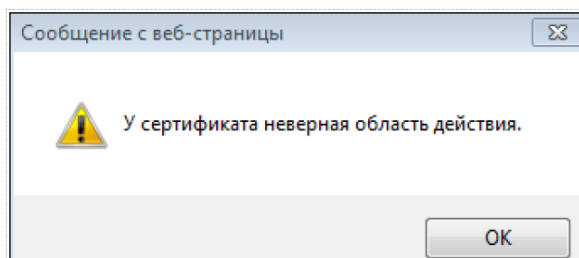 Сообщение с веб-страницы
У сертификата неверная область действия.
OK